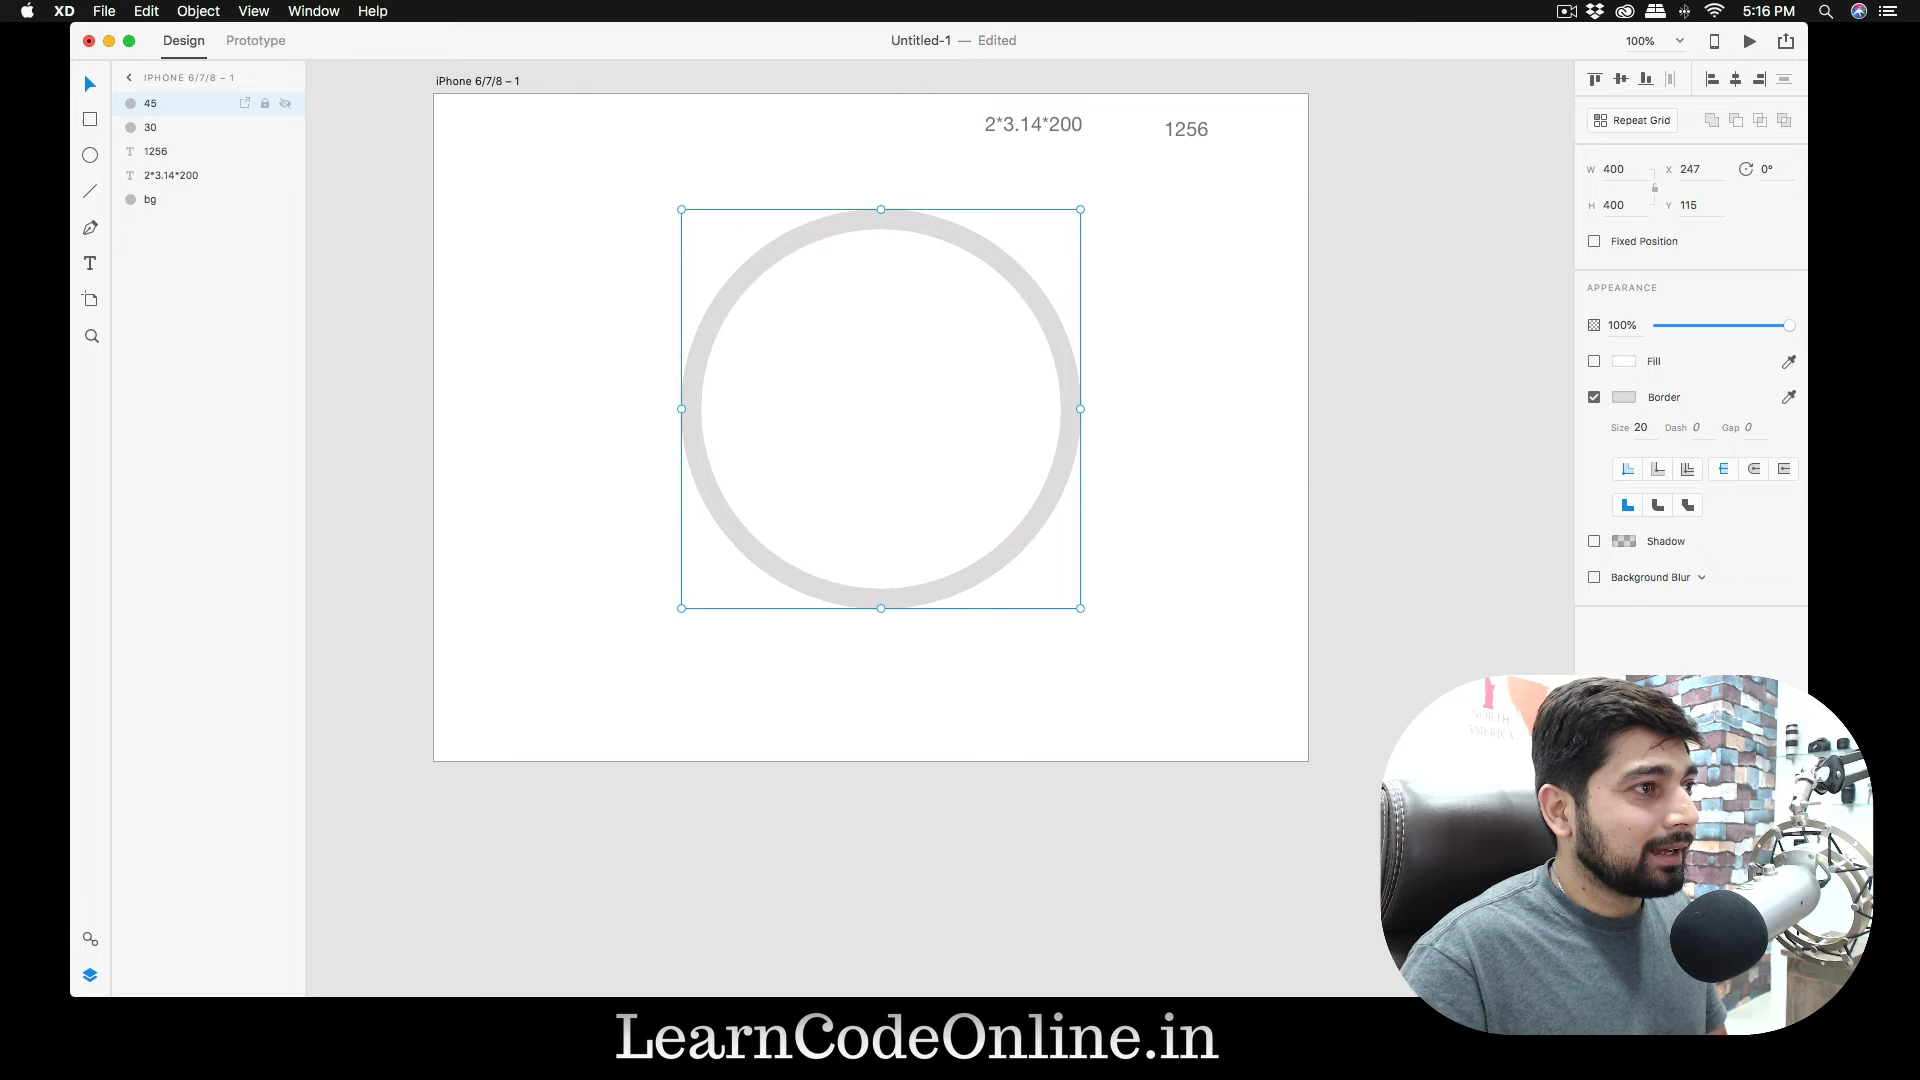 XD File Edit Object View Window Help
5:16 PM
Design Prototype
Untitled-1 — Edited
100%
IPHONE 6/7/8 – 1
45
30
1256
2*3.14*200
bg
iPhone 6/7/8 – 1
2*3.14*200
1256
Repeat Grid
W 400 X 247 0°
H 400 Y 115
Fixed Position
APPEARANCE
100%
Fill
Border
Size 20 Dash 0 Gap 0
Shadow
Background Blur
NORTH
AMERICA
LearnCodeOnline.in